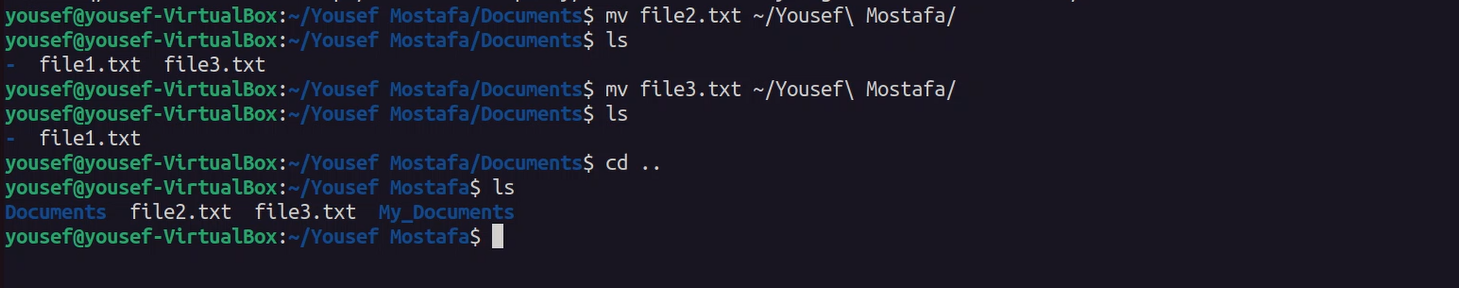 yousef@yousef-VirtualBox:~/Yousef Mostafa/Documents$ mv file2.txt ~/Yousef\ Mostafa/
yousef@yousef-VirtualBox:~/Yousef Mostafa/Documents$ ls
-  file1.txt  file3.txt
yousef@yousef-VirtualBox:~/Yousef Mostafa/Documents$ mv file3.txt ~/Yousef\ Mostafa/
yousef@yousef-VirtualBox:~/Yousef Mostafa/Documents$ ls
-  file1.txt
yousef@yousef-VirtualBox:~/Yousef Mostafa/Documents$ cd ..
yousef@yousef-VirtualBox:~/Yousef Mostafa$ ls
Documents  file2.txt  file3.txt  My_Documents
yousef@yousef-VirtualBox:~/Yousef Mostafa$